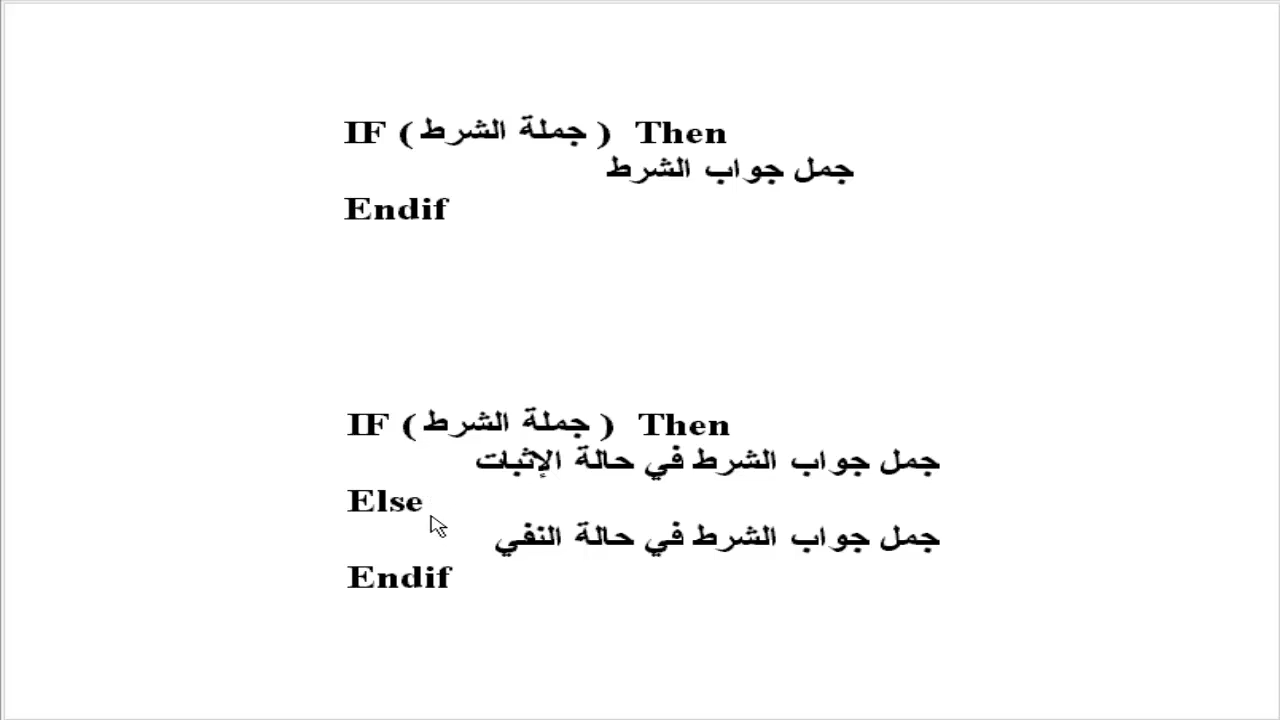 IF ( جملة الشرط ) Then
جمل جواب الشرط
Endif
IF ( جملة الشرط ) Then
جمل جواب الشرط في حالة الإثبات
Else
جمل جواب الشرط في حالة النفي
Endif